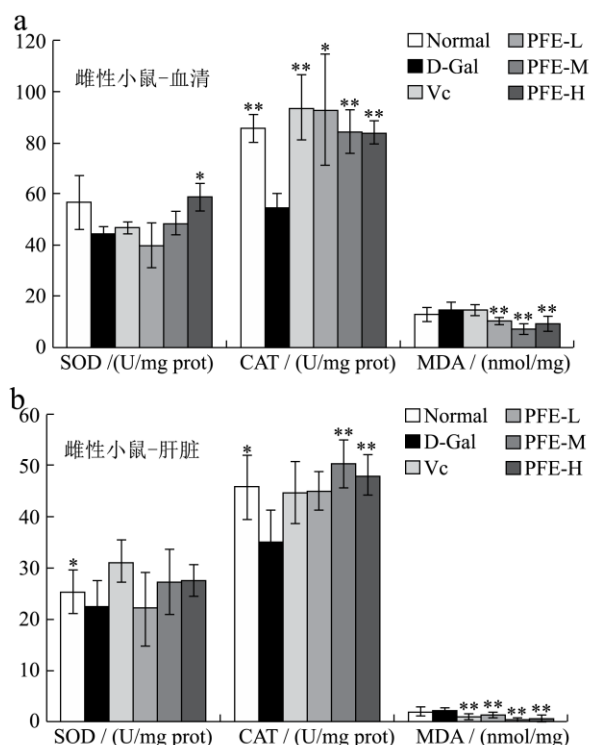 a
120
100
80
60
40
20
0
雌性小鼠-血清
Normal
D-Gal
Vc
PFE-L
PFE-M
PFE-H
** ** * ** **
*
** ** **
SOD /(U/mg prot) CAT / (U/mg prot) MDA / (nmol/mg)
b
60
50
40
30
20
10
0
雌性小鼠-肝脏
Normal
D-Gal
Vc
PFE-L
PFE-M
PFE-H
* ** **
*
** ** ** **
SOD / (U/mg prot) CAT / (U/mg prot) MDA / (nmol/mg)